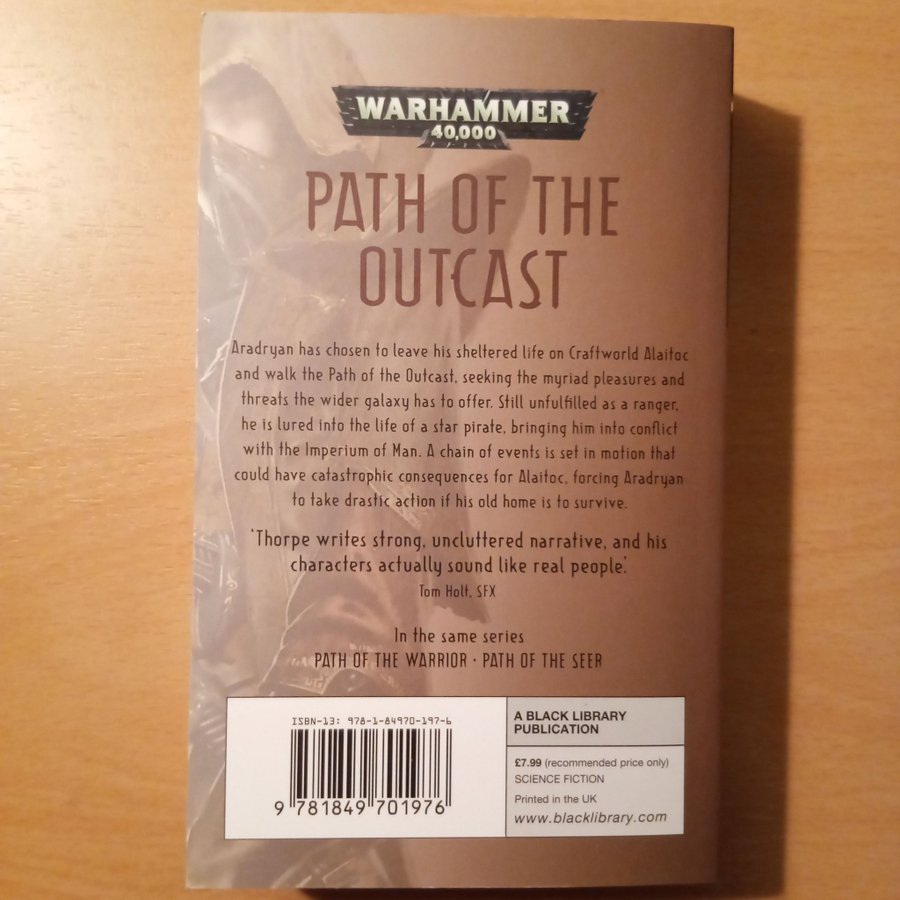 WARHAMMER
40,000
PATH OF THE
OUTCAST
Aradryan has chosen to leave his sheltered life on Craftworld Alaitoc
and walk the Path of the Outcast, seeking the myriad pleasures and
threats the wider galaxy has to offer. Still unfulfilled as a ranger,
he is lured into the life of a star pirate, bringing him into conflict
with the Imperium of Man. A chain of events is set in motion that
could have catastrophic consequences for Alaitoc, forcing Aradryan
to take drastic action if his old home is to survive.
'Thorpe writes strong, uncluttered narrative, and his
characters actually sound like real people.'
Tom Holt, SFX
In the same series
PATH OF THE WARRIOR · PATH OF THE SEER
ISBN-13: 978-1-84970-197-6
9 781849 701976
A BLACK LIBRARY
PUBLICATION
£7.99 (recommended price only)
SCIENCE FICTION
Printed in the UK
www.blacklibrary.com